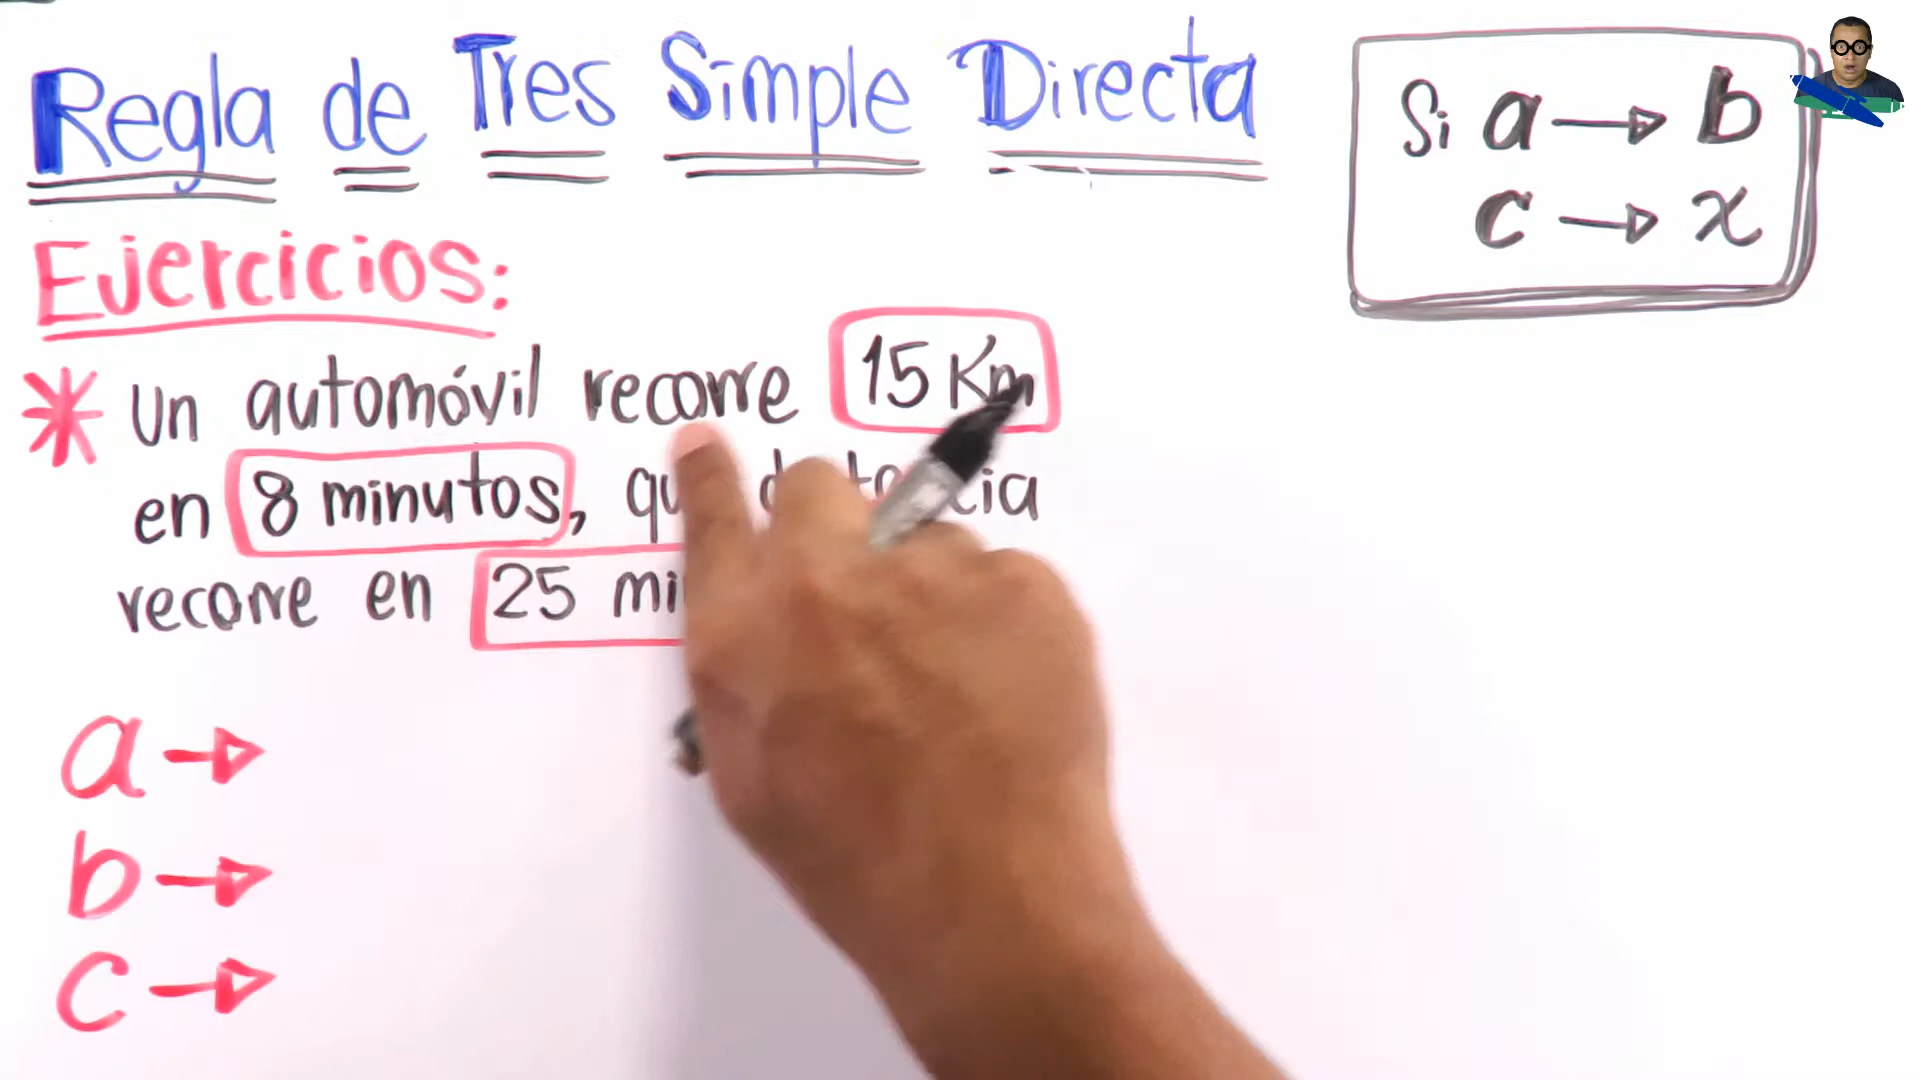 Regla de Tres Simple Directa
Si a → b
c → x
Ejercicios:
* Un automóvil recorre 15 Km
en 8 minutos,
recorre en 25
a →
b →
c →